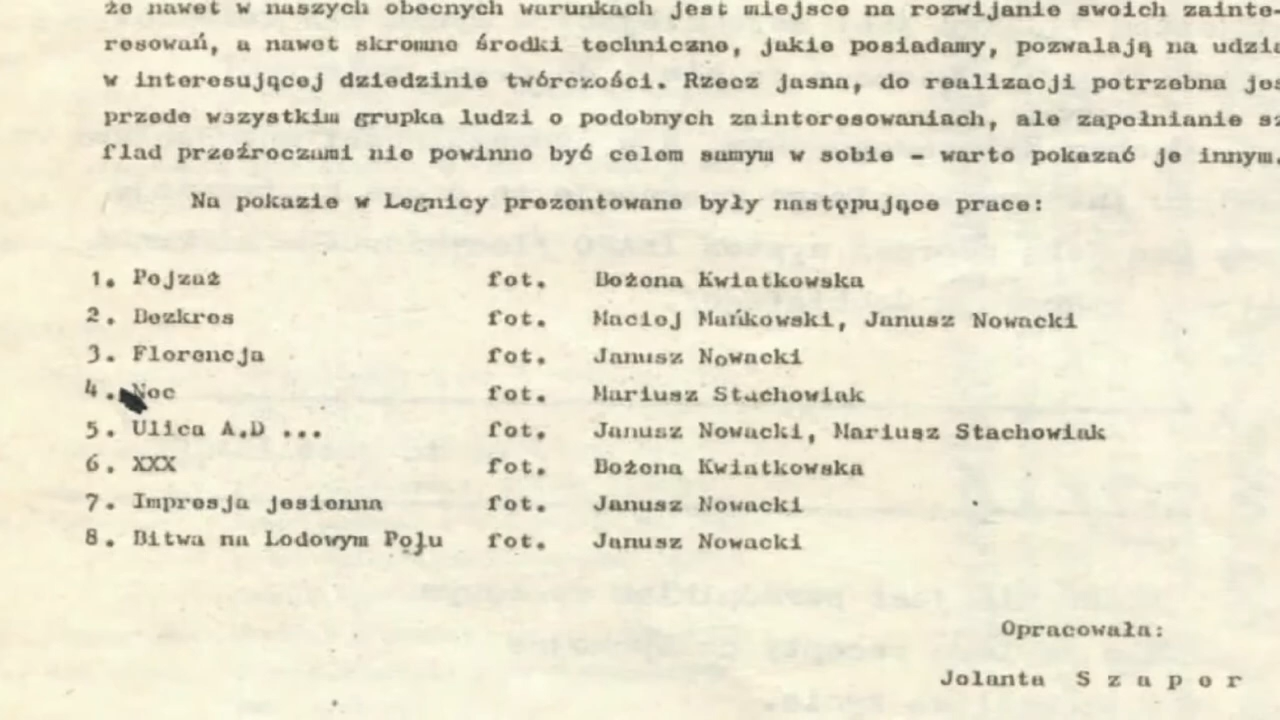 że nawet w naszych obecnych warunkach jest miejsce na rozwijanie swoich zainte-
resowań, a nawet skromne środki techniczne, jakie posiadamy, pozwalają na udzia
w interesującej dziedzinie twórczości. Rzecz jasna, do realizacji potrzebna jes
przede wszystkim grupka ludzi o podobnych zainteresowaniach, ale zapełnianie sz
flad przeźroczami nie powinno być celem samym w sobie - warto pokazać je innym.
Na pokazie w Legnicy prezentowane były następujące prace:
1. Pejzaż fot. Bożena Kwiatkowska
2. Bezkres fot. Maciej Mańkowski, Janusz Nowacki
3. Florencja fot. Janusz Nowacki
4. Noc fot. Mariusz Stachowiak
5. Ulica A.D ... fot. Janusz Nowacki, Mariusz Stachowiak
6. XXX fot. Bożena Kwiatkowska
7. Impresja jesienna fot. Janusz Nowacki
8. Bitwa na Lodowym Polu fot. Janusz Nowacki
Opracowała:
Jolanta S z a p e r